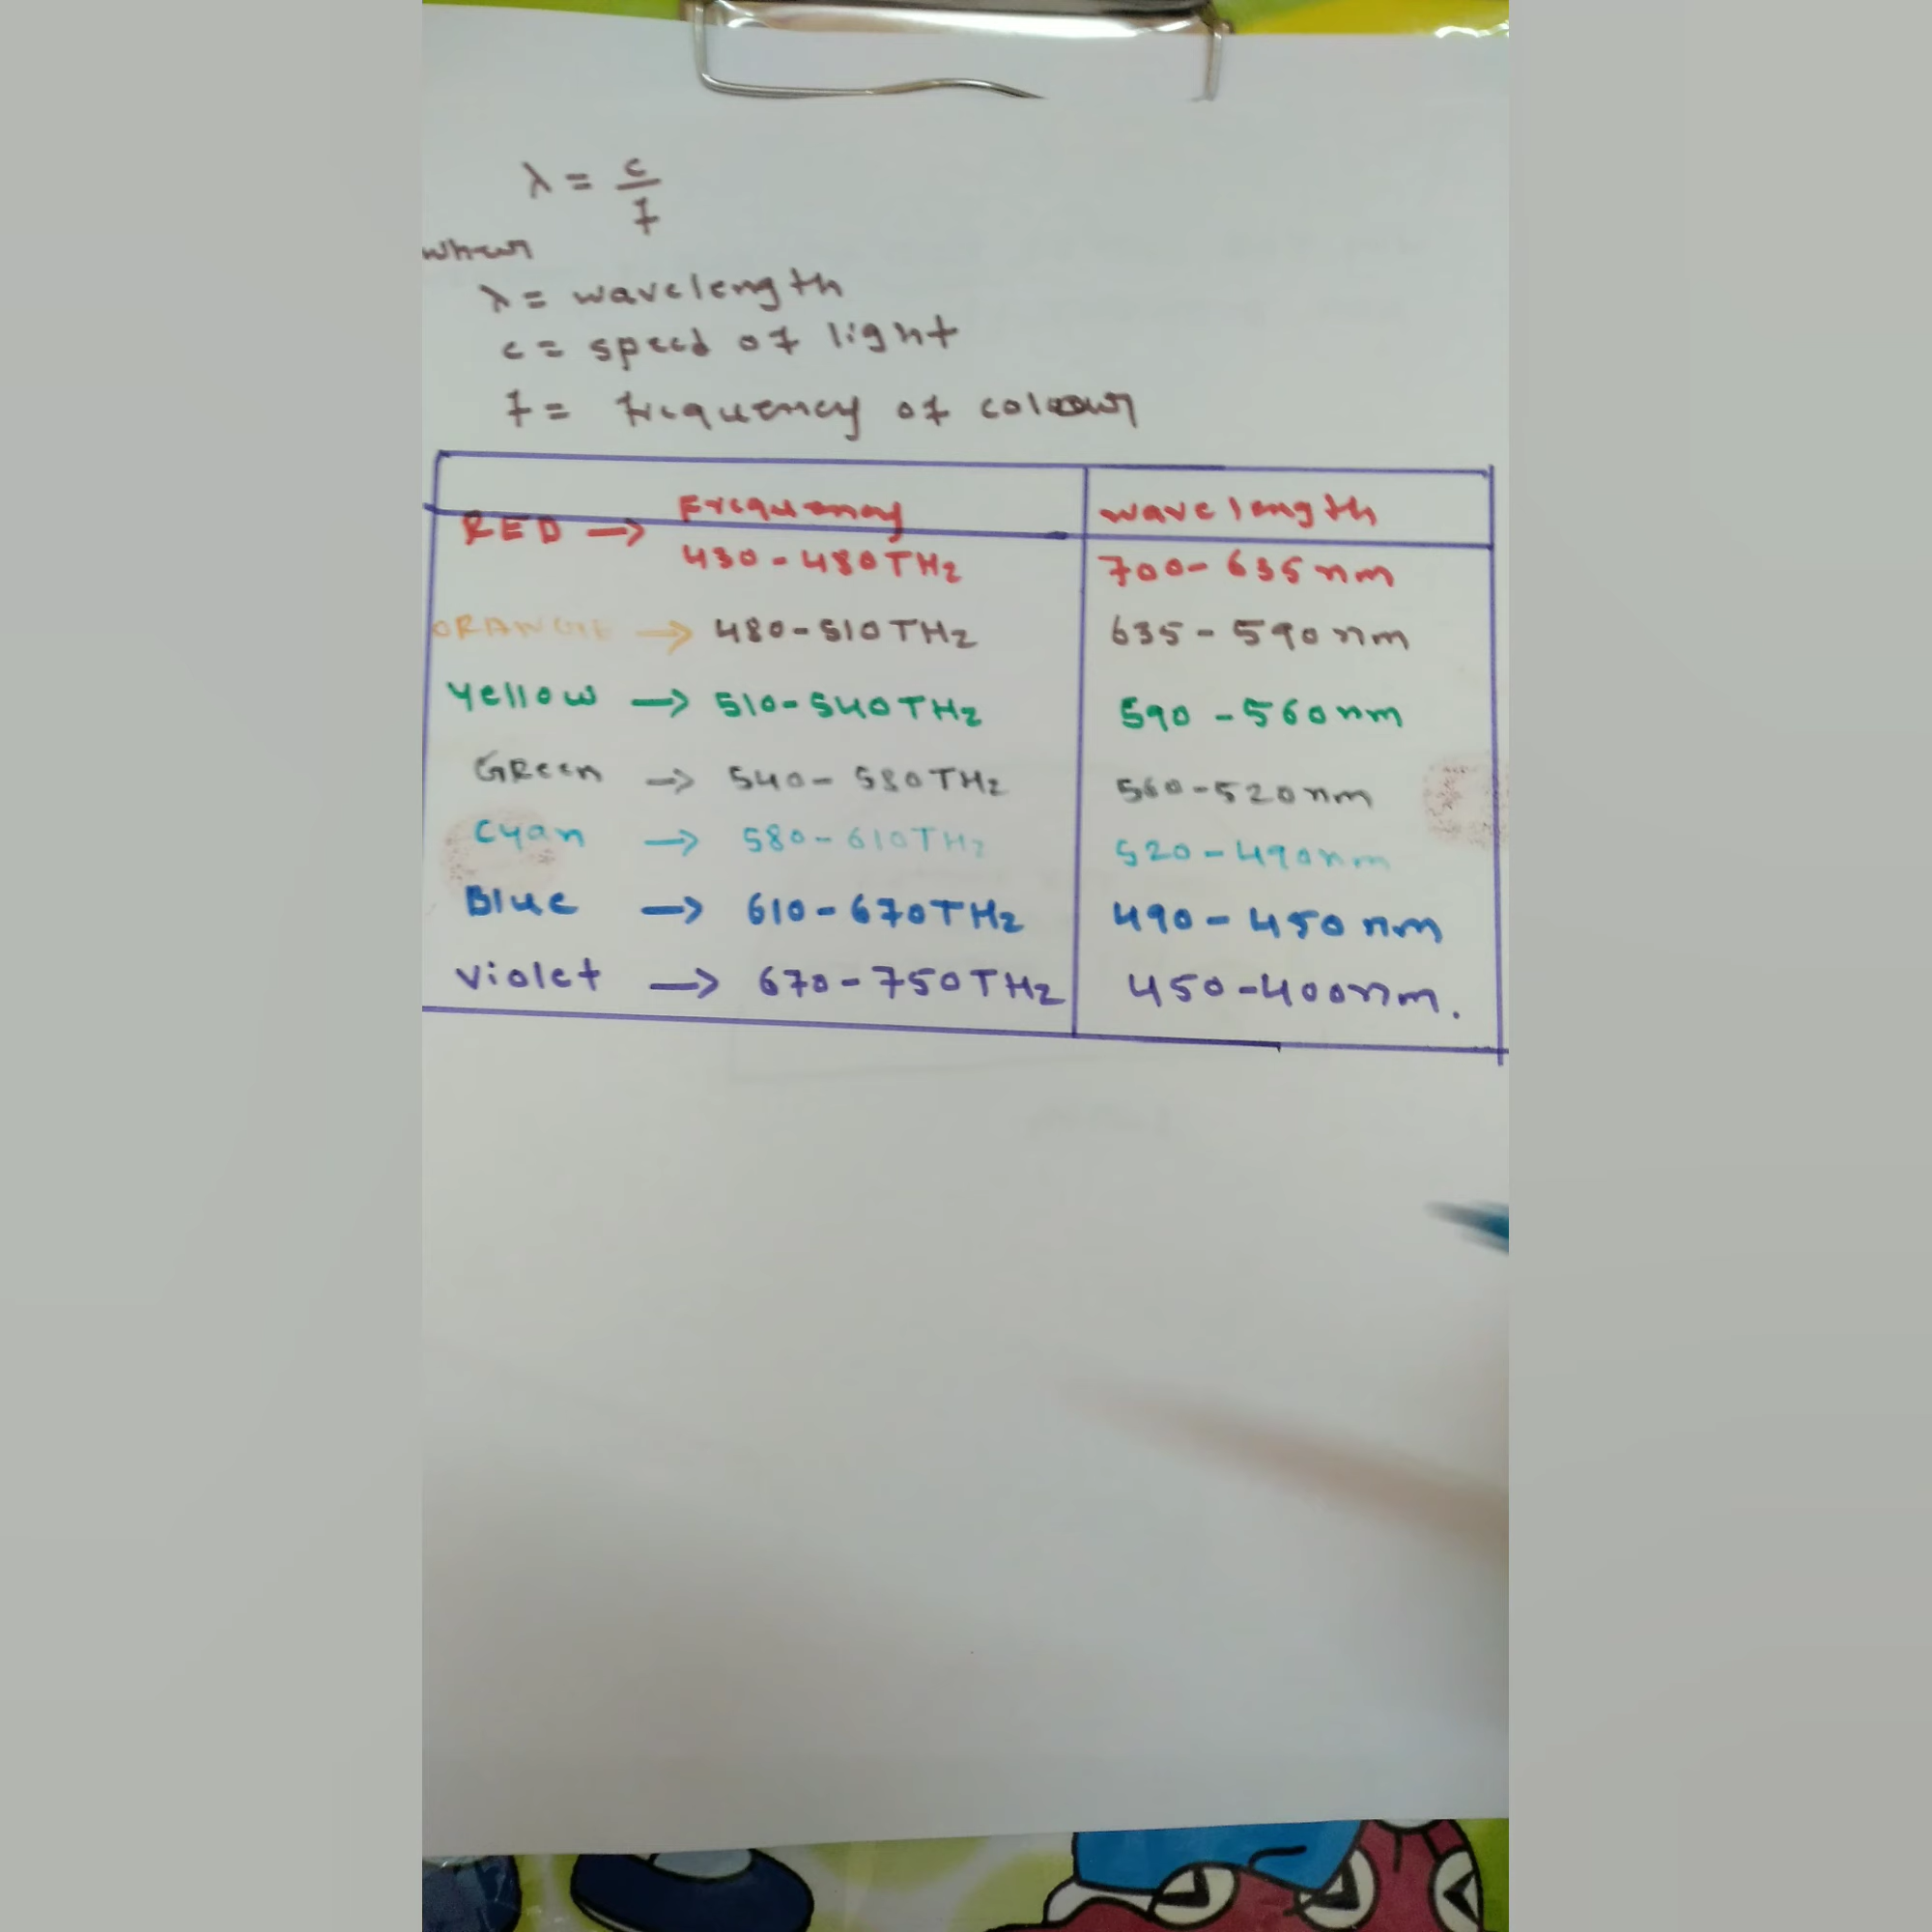 λ = c/f
where
λ = wavelength
c = speed of light
f = frequency of colour
Frequency wavelength
RED → 430-480THz 700-635nm
ORANGE → 480-510THz 635-590nm
Yellow → 510-540THz 590-560nm
GReen → 540-580THz 560-520nm
Cyan → 580-610THz 520-490nm
Blue → 610-670THz 490-450nm
Violet → 670-750THz 450-400nm.